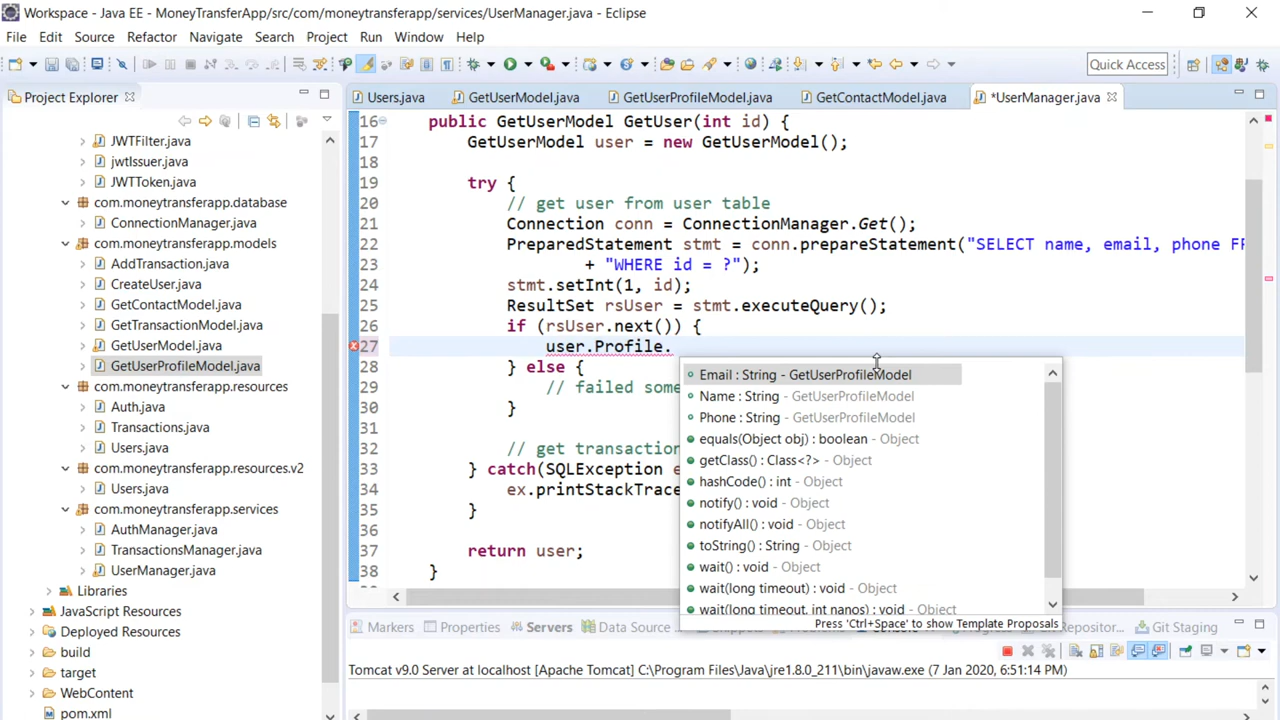 Workspace - Java EE - MoneyTransferApp/src/com/moneytransferapp/services/UserManager.java - Eclipse
File Edit Source Refactor Navigate Search Project Run Window Help
Quick Access
Project Explorer
JWTFilter.java
jwtIssuer.java
JWTToken.java
com.moneytransferapp.database
ConnectionManager.java
com.moneytransferapp.models
AddTransaction.java
CreateUser.java
GetContactModel.java
GetTransactionModel.java
GetUserModel.java
GetUserProfileModel.java
com.moneytransferapp.resources
Auth.java
Transactions.java
Users.java
com.moneytransferapp.resources.v2
Users.java
com.moneytransferapp.services
AuthManager.java
TransactionsManager.java
UserManager.java
Libraries
JavaScript Resources
Deployed Resources
build
target
WebContent
pom.xml
Users.java GetUserModel.java GetUserProfileModel.java GetContactModel.java *UserManager.java
16 public GetUserModel GetUser(int id) {
17 GetUserModel user = new GetUserModel();
18
19 try {
20 // get user from user table
21 Connection conn = ConnectionManager.Get();
22 PreparedStatement stmt = conn.prepareStatement("SELECT name, email, phone
23 + "WHERE id = ?");
24 stmt.setInt(1, id);
25 ResultSet rsUser = stmt.executeQuery();
26 if (rsUser.next()) {
27 user.Profile.
28 } else {
29 // failed some
30 }
31
32 // get transaction
33 } catch(SQLException e
34 ex.printStackTrace
35 }
36
37 return user;
38 }
Email : String - GetUserProfileModel
Name : String - GetUserProfileModel
Phone : String - GetUserProfileModel
equals(Object obj) : boolean - Object
getClass() : Class<?> - Object
hashCode() : int - Object
notify() : void - Object
notifyAll() : void - Object
toString() : String - Object
wait() : void - Object
wait(long timeout) : void - Object
wait(long timeout, int nanos) : void - Object
Press 'Ctrl+Space' to show Template Proposals
Markers Properties Servers Data Source Git Staging
Tomcat v9.0 Server at localhost [Apache Tomcat] C:\Program Files\Java\jre1.8.0_211\bin\javaw.exe (7 Jan 2020, 6:51:14 PM)